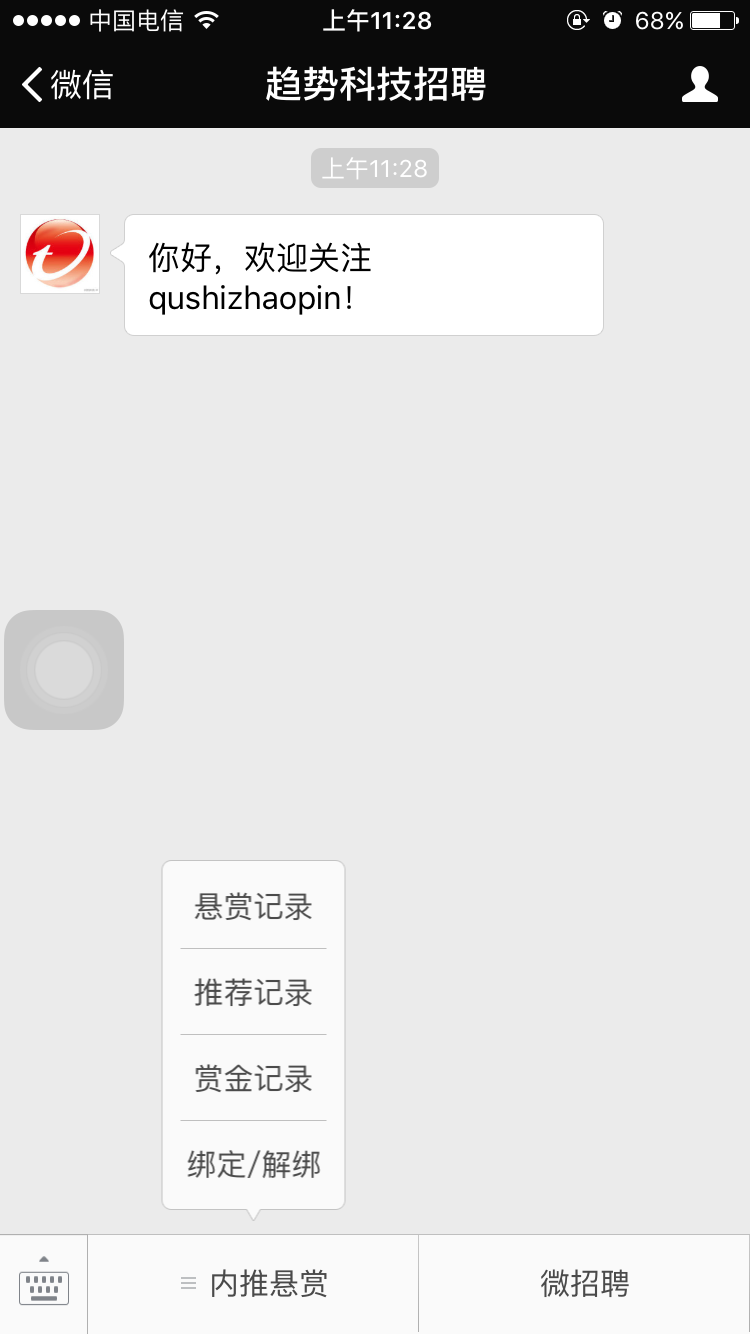 中国电信 上午11:28 68%
微信 趋势科技招聘
上午11:28
你好，欢迎关注
qushizhaopin！
悬赏记录
推荐记录
赏金记录
绑定/解绑
内推悬赏 微招聘